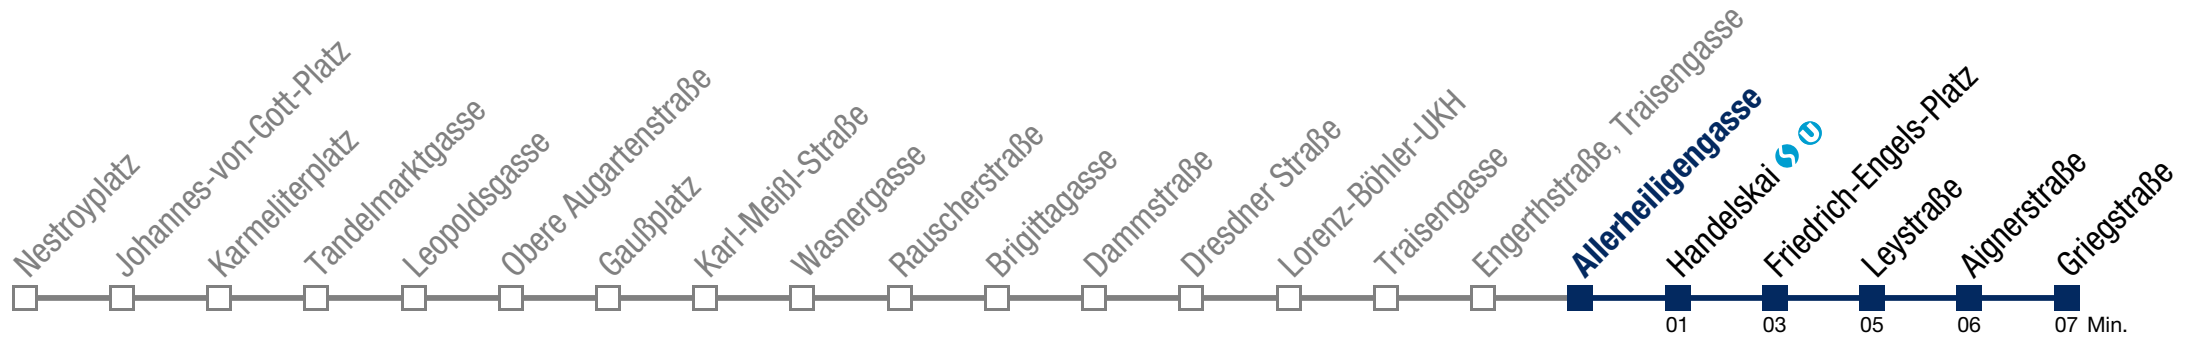 Nestroyplatz
Johannes-von-Gott-Platz
Karmeliterplatz
Tandelmarktgasse
Leopoldsgasse
Obere Augartenstraße
Gaußplatz
Karl-Meißl-Straße
Wasnergasse
Rauscherstraße
Brigittagasse
Dammstraße
Dresdner Straße
Lorenz-Böhler-UKH
Traisengasse
Engerthstraße, Traisengasse
Allerheiligengasse
Handelskai S U
Friedrich-Engels-Platz
Leystraße
Aignerstraße
Griegstraße
01 03 05 06 07 Min.